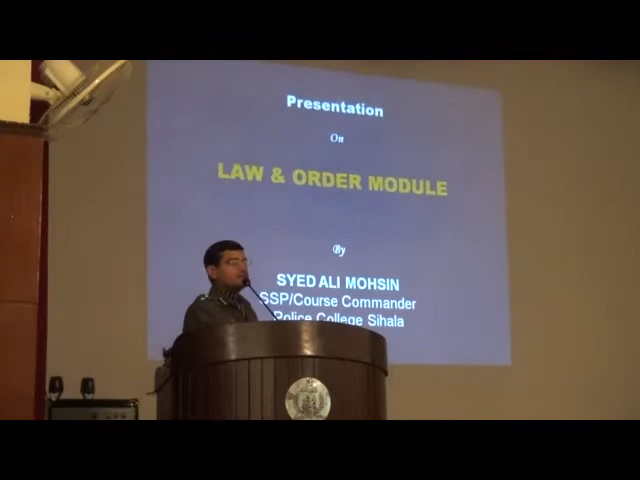 Presentation
On
LAW & ORDER MODULE
By
SYED ALI MOHSIN
SSP/Course Commander
Police College Sihala